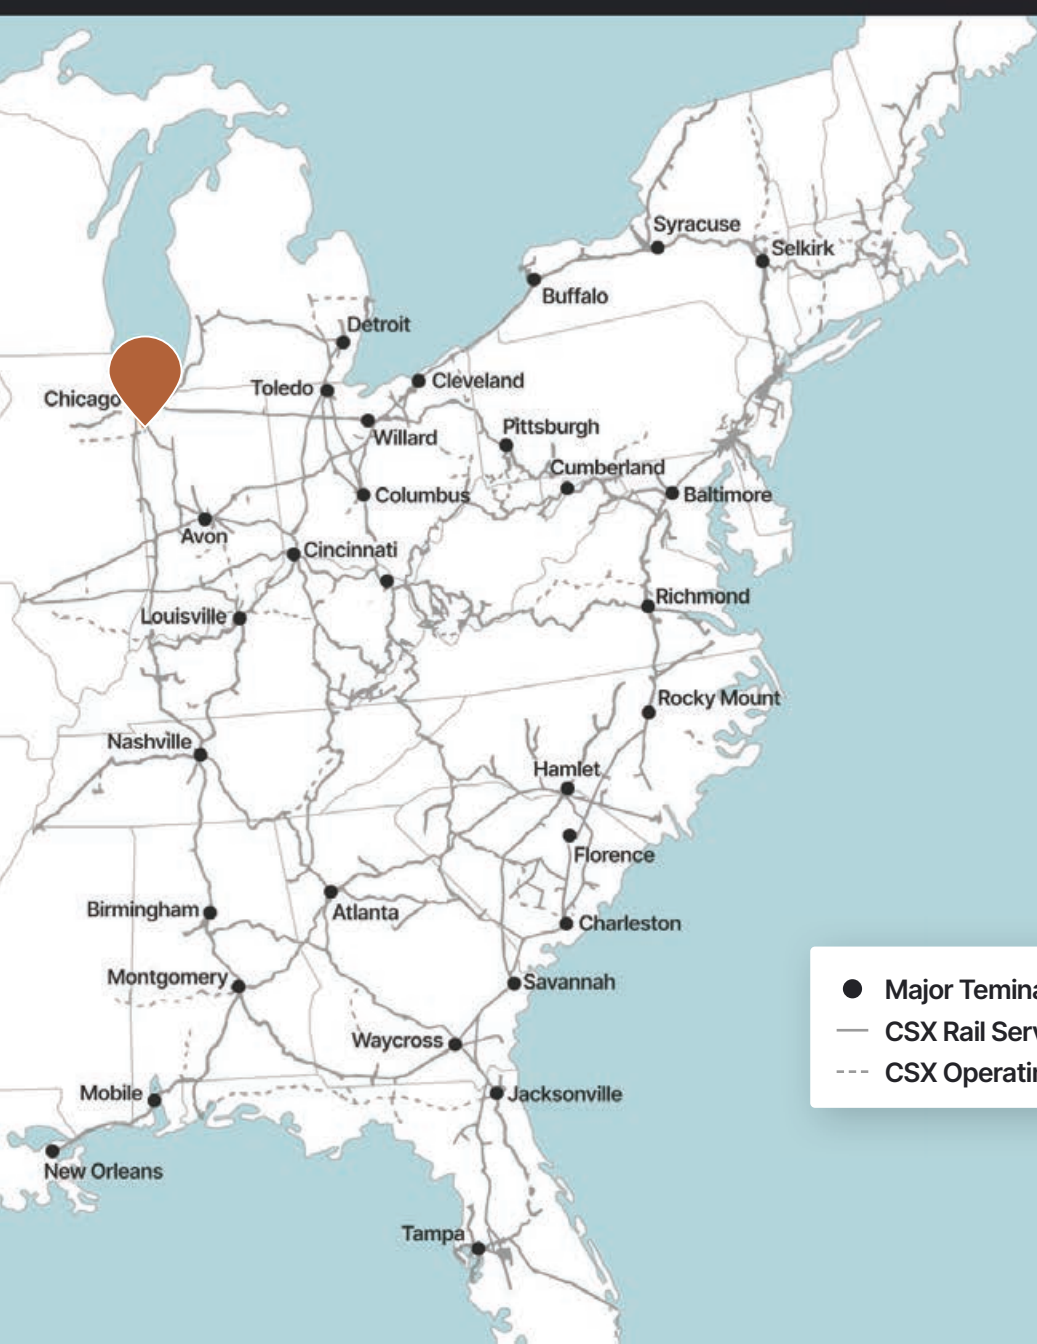 Syracuse
Selkirk
Buffalo
Detroit
Cleveland
Toledo
Chicago
Willard
Pittsburgh
Cumberland
Columbus
Baltimore
Avon
Cincinnati
Richmond
Louisville
Rocky Mount
Nashville
Hamlet
Florence
Birmingham
Atlanta
Charleston
Montgomery
Savannah
Waycross
Mobile
Jacksonville
New Orleans
Tampa
Major Temina
CSX Rail Serv
CSX Operatin